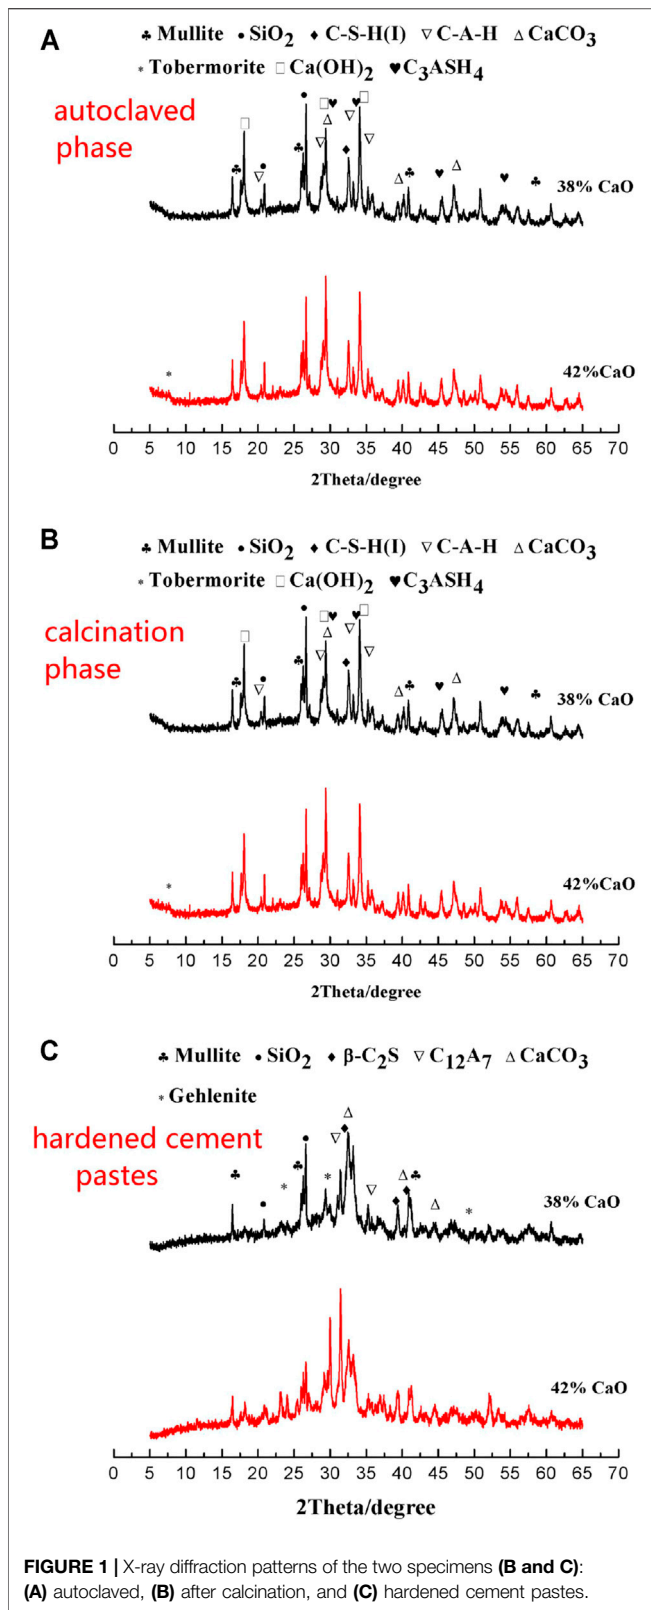 A
♣ Mullite ● SiO₂ ♦ C-S-H(I) ▽ C-A-H △ CaCO₃
* Tobermorite □ Ca(OH)₂ ♥ C₃ASH₄
autoclaved
phase
38% CaO
42%CaO
0 5 10 15 20 25 30 35 40 45 50 55 60 65 70
2Theta/degree
B
♣ Mullite ● SiO₂ ♦ C-S-H(I) ▽ C-A-H △ CaCO₃
* Tobermorite □ Ca(OH)₂ ♥ C₃ASH₄
calcination
phase
38% CaO
42%CaO
0 5 10 15 20 25 30 35 40 45 50 55 60 65 70
2Theta/degree
C
♣ Mullite ● SiO₂ ♦ β-C₂S ▽ C₁₂A₇ △ CaCO₃
* Gehlenite
hardened cement
pastes
38% CaO
42% CaO
0 5 10 15 20 25 30 35 40 45 50 55 60 65 70
2Theta/degree
FIGURE 1 | X-ray diffraction patterns of the two specimens (B and C):
(A) autoclaved, (B) after calcination, and (C) hardened cement pastes.